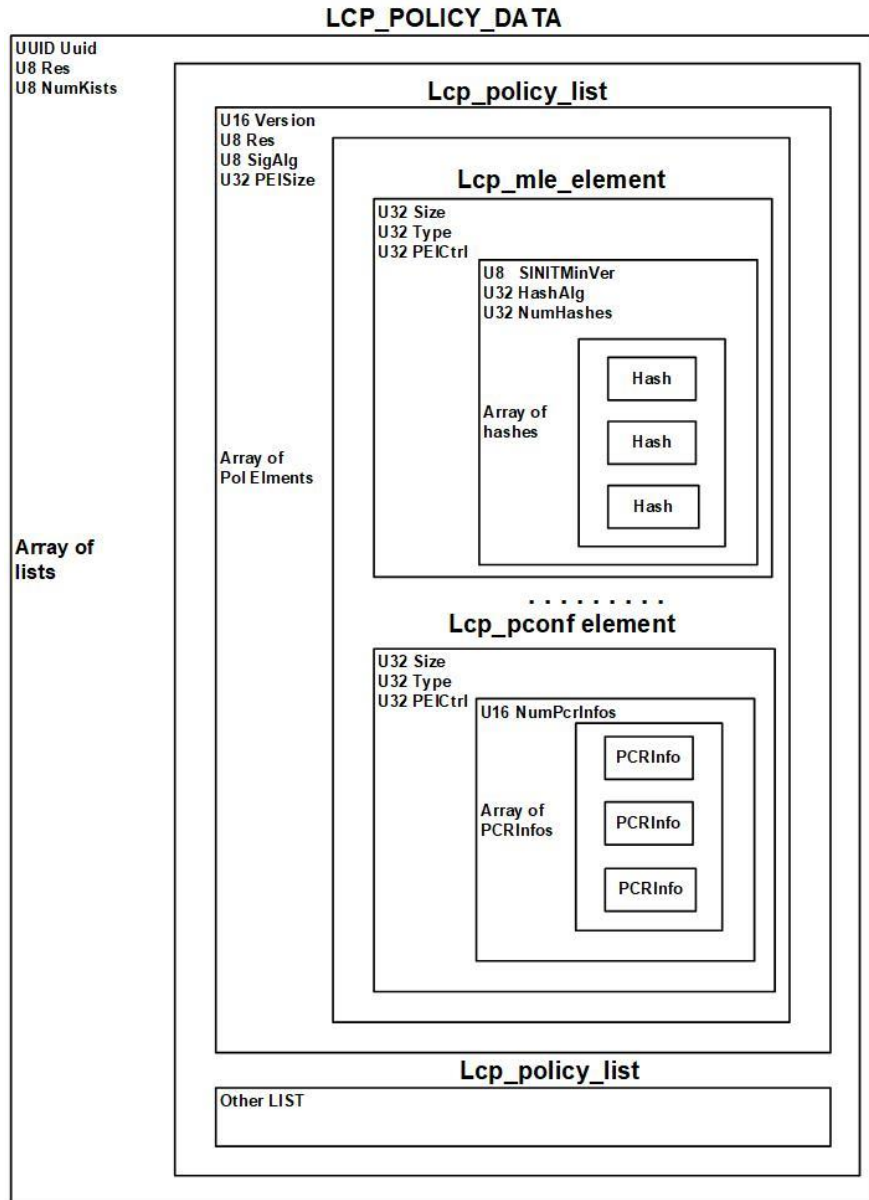 LCP_POLICY_DATA
UUID Uuid
U8 Res
U8 NumKists
Lcp_policy_list
U16 Version
U8 Res
U8 SigAlg
U32 PEISize
Lcp_mle_element
U32 Size
U32 Type
U32 PEICtrl
U8 SINITMinVer
U32 HashAlg
U32 NumHashes
Hash
Array of
hashes
Hash
Hash
Array of
Pol Elments
Array of
lists
. . . . . . . . .
Lcp_pconf element
U32 Size
U32 Type
U32 PEICtrl
U16 NumPcrInfos
PCRInfo
Array of
PCRInfos
PCRInfo
PCRInfo
Lcp_policy_list
Other LIST